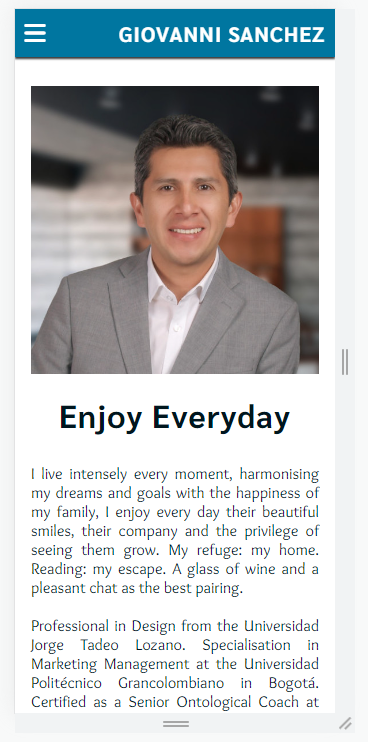 GIOVANNI SANCHEZ
Enjoy Everyday
I live intensely every moment, harmonising
my dreams and goals with the happiness of
my family, I enjoy every day their beautiful
smiles, their company and the privilege of
seeing them grow. My refuge: my home.
Reading: my escape. A glass of wine and a
pleasant chat as the best pairing.
Professional in Design from the Universidad
Jorge Tadeo Lozano. Specialisation in
Marketing Management at the Universidad
Politécnico Grancolombiano in Bogotá.
Certified as a Senior Ontological Coach at